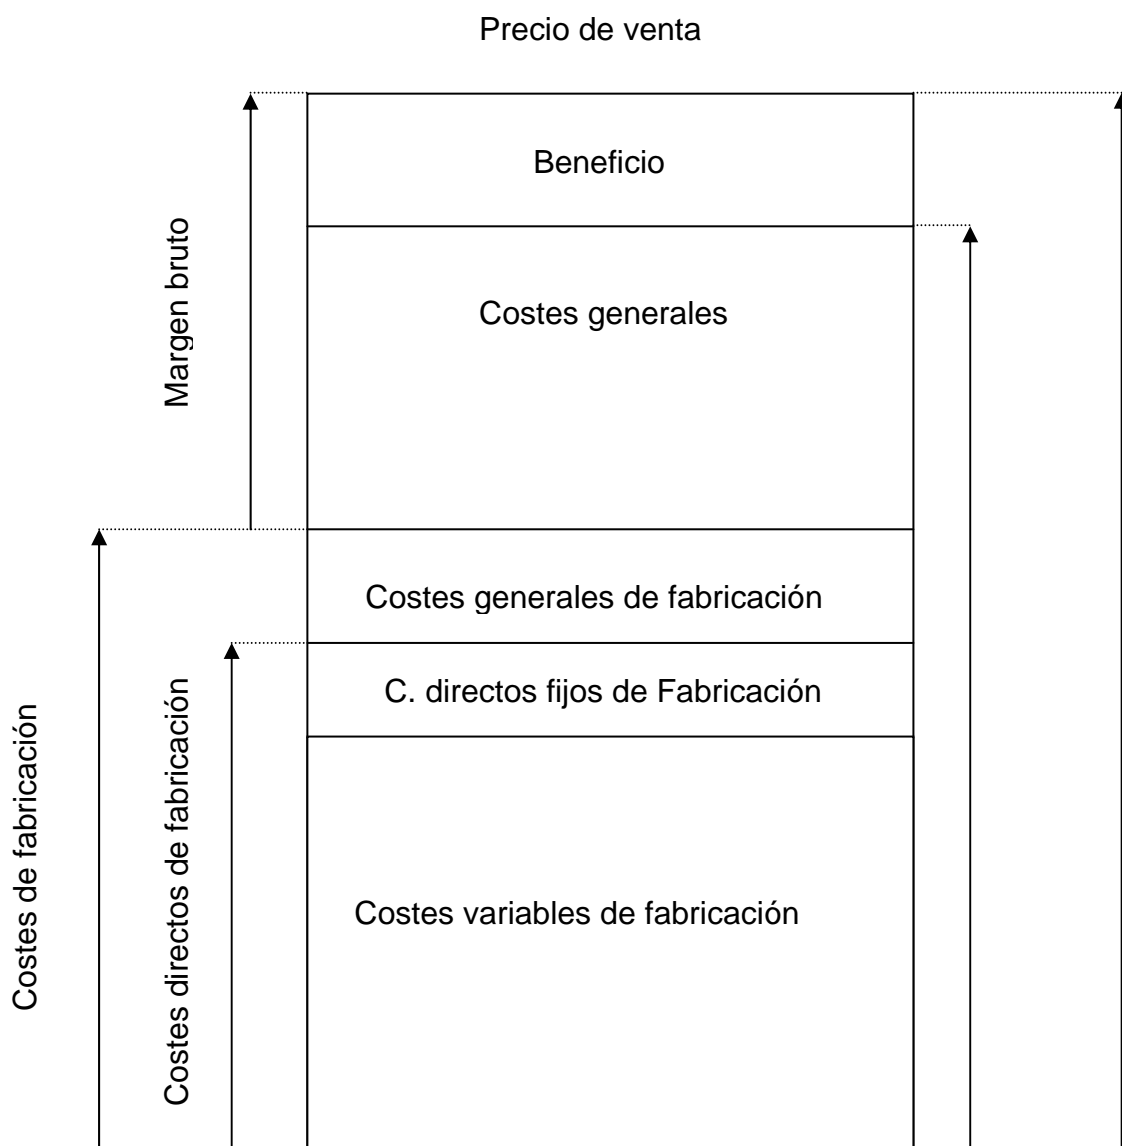 Precio de venta
Beneficio
Margen bruto
Costes generales
Costes generales de fabricación
C. directos fijos de Fabricación
Costes de fabricación
Costes directos de fabricación
Costes variables de fabricación